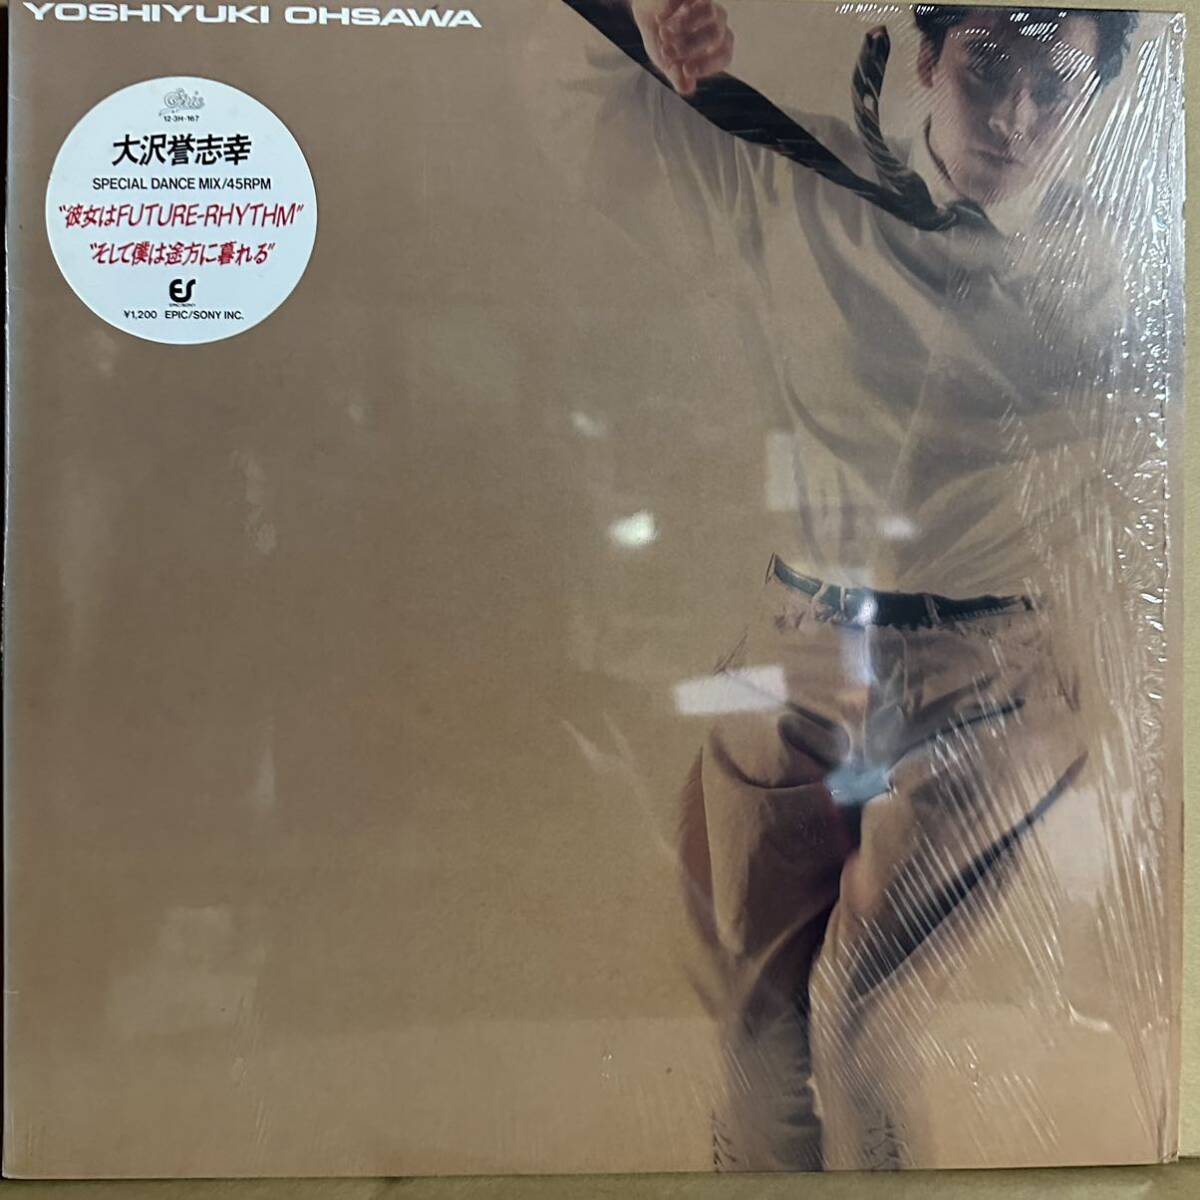 YOSHIYUKI OHSAWA
Epic
12・3H-167
大沢誉志幸
SPECIAL DANCE MIX/45RPM
"彼女はFUTURE-RHYTHM"
"そして僕は途方に暮れる"
ES
EPIC/SONY
¥1,200 EPIC/SONY INC.